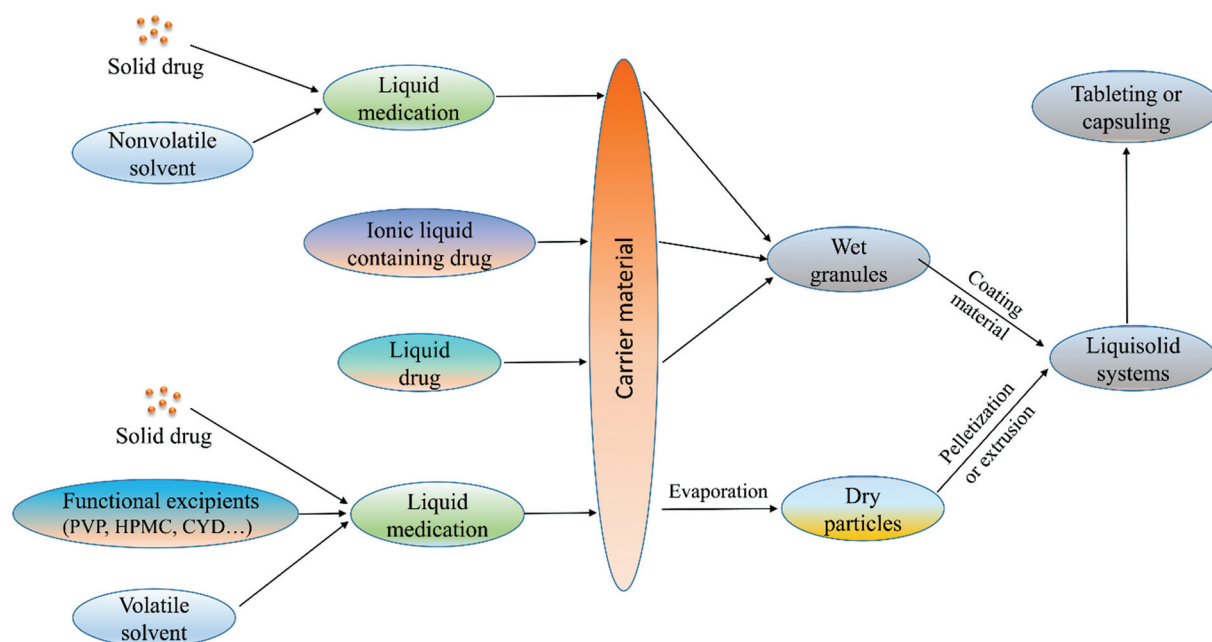 Solid drug
Nonvolatile
solvent
Liquid
medication
Ionic liquid
containing drug
Liquid
drug
Solid drug
Functional excipients
(PVP, HPMC, CYD...)
Volatile
solvent
Liquid
medication
Carrier material
Wet
granules
Evaporation
Dry
particles
Coating
material
Pelletization
or extrusion
Liquisolid
systems
Tableting or
capsuling